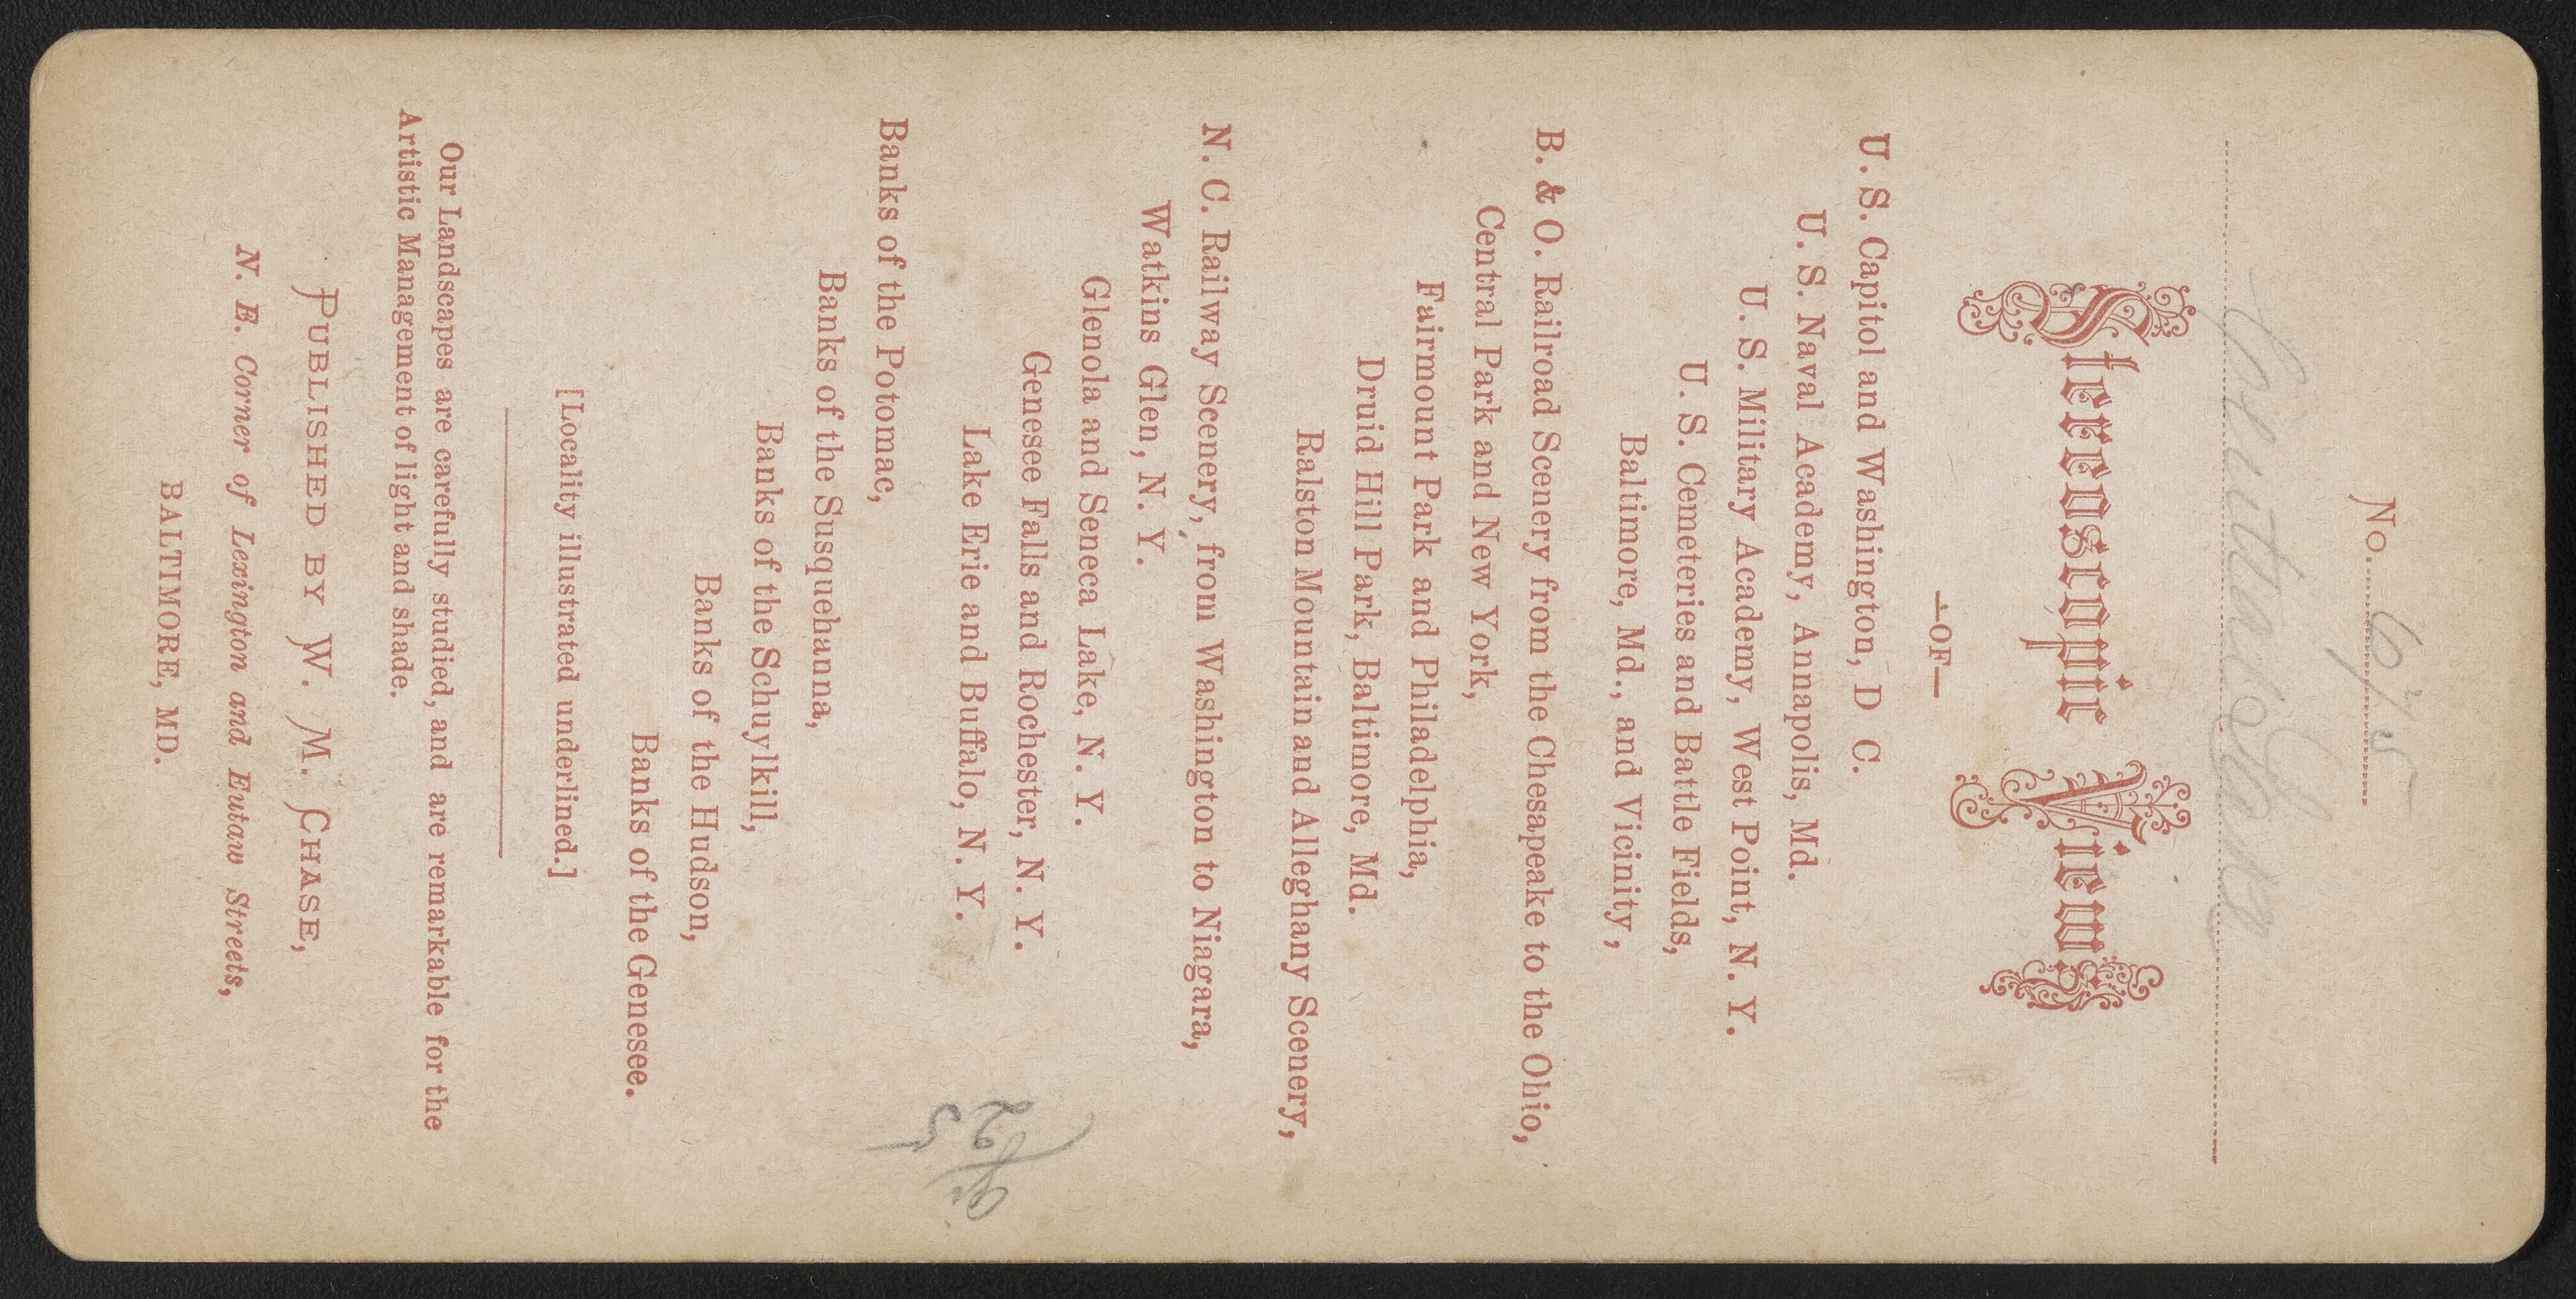 No. 675
Stereoscopic Views
—OF—
U. S. Capitol and Washington, D C.
U. S. Naval Academy, Annapolis, Md.
U. S. Military Academy, West Point, N. Y.
U. S. Cemeteries and Battle Fields,
Baltimore, Md., and Vicinity,
B. & O. Railroad Scenery from the Chesapeake to the Ohio,
Central Park and New York,
Fairmount Park and Philadelphia,
Druid Hill Park, Baltimore, Md.
Ralston Mountain and Alleghany Scenery,
N. C. Railway Scenery, from Washington to Niagara,
Watkins Glen, N. Y.
Glenola and Seneca Lake, N. Y.
Genesee Falls and Rochester, N. Y.
Lake Erie and Buffalo, N. Y.
Banks of the Potomac,
Banks of the Susquehanna,
Banks of the Schuylkill,
Banks of the Hudson,
Banks of the Genesee.
[Locality illustrated underlined.]
Our Landscapes are carefully studied, and are remarkable for the
Artistic Management of light and shade.
PUBLISHED BY W. M. CHASE,
N. E. Corner of Lexington and Eutaw Streets,
BALTIMORE, MD.
25